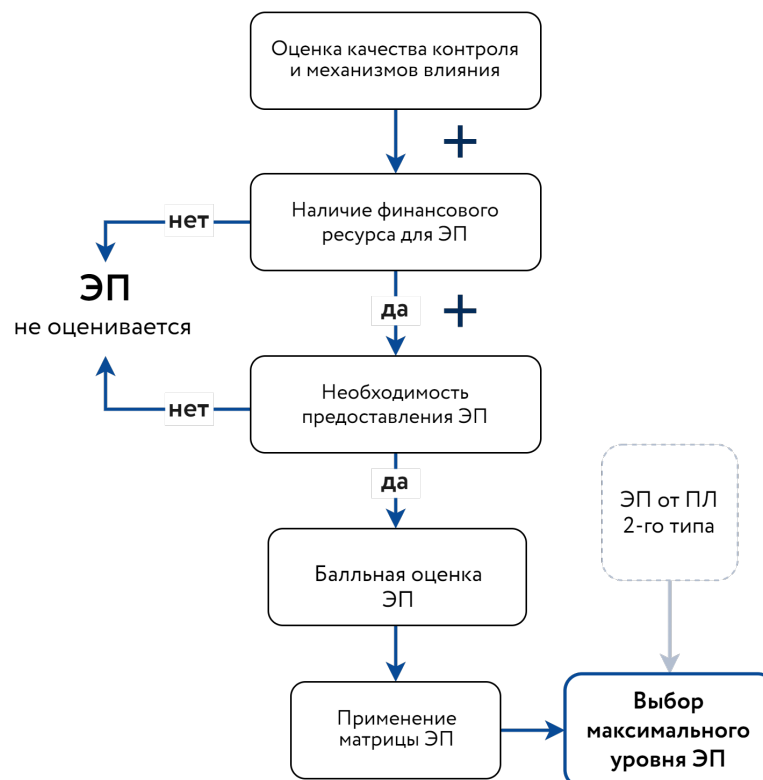 Оценка качества контроля
и механизмов влияния
+
нет
Наличие финансового
ресурса для ЭП
ЭП
не оценивается
да
+
нет
Необходимость
предоставления ЭП
да
ЭП от ПЛ
2-го типа
Балльная оценка
ЭП
Применение
матрицы ЭП
Выбор
максимального
уровня ЭП